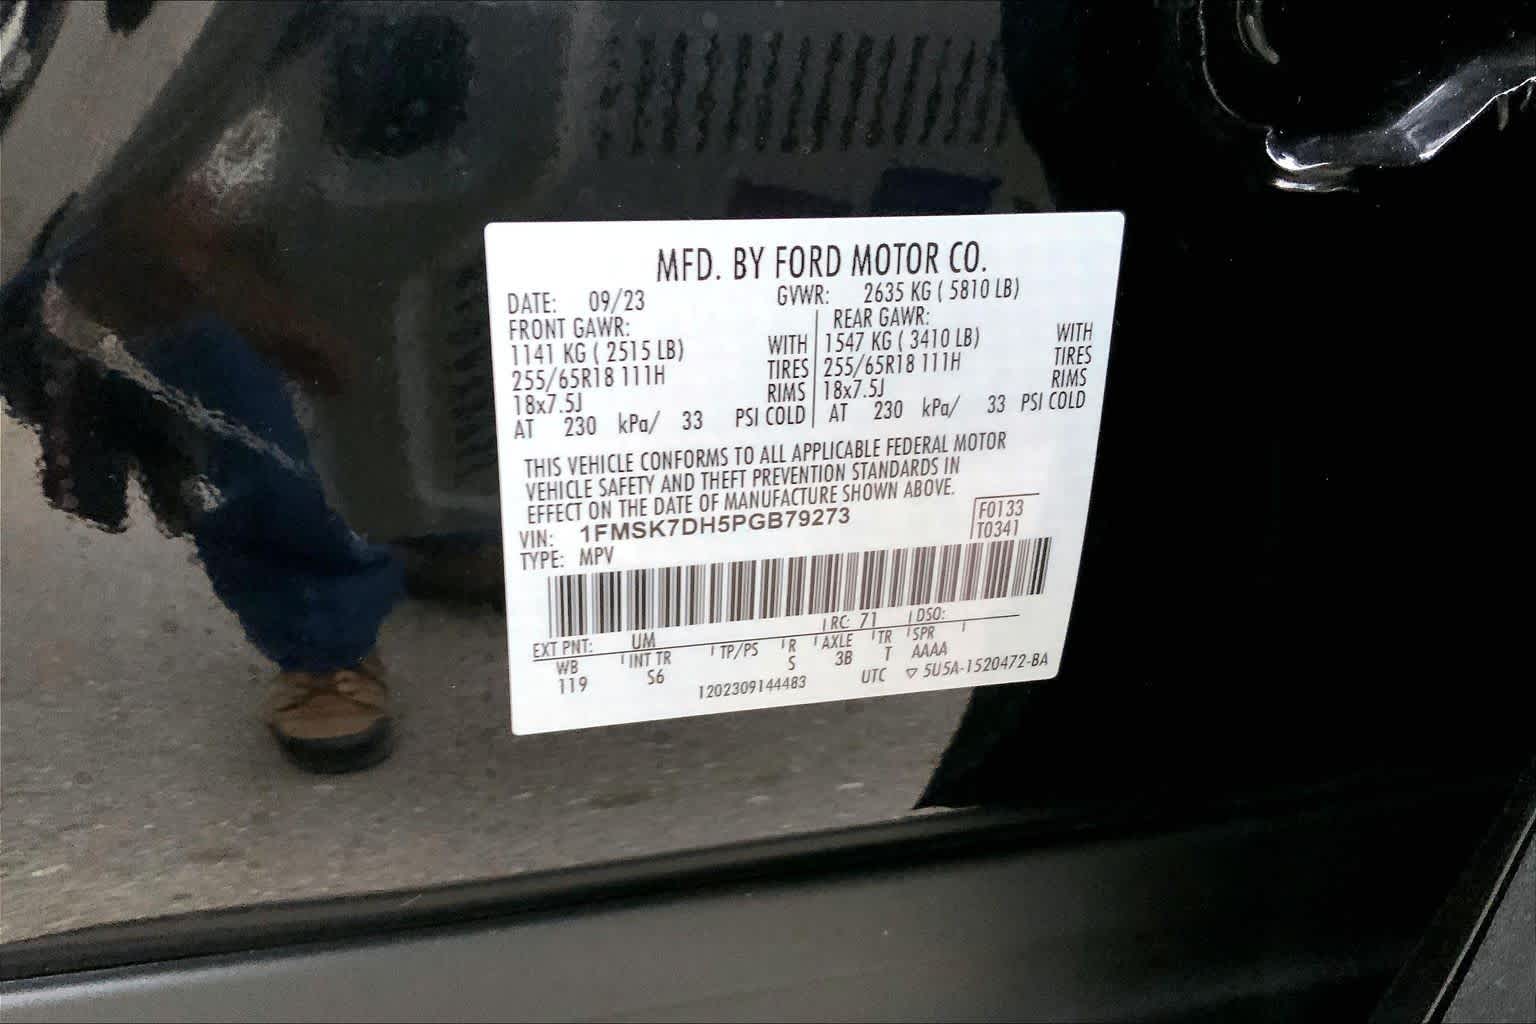 MFD. BY FORD MOTOR CO.
DATE: 09/23 GVWR: 2635 KG ( 5810 LB)
FRONT GAWR: REAR GAWR:
1141 KG ( 2515 LB) WITH 1547 KG ( 3410 LB) WITH
255/65R18 111H TIRES 255/65R18 111H TIRES
18x7.5J RIMS 18x7.5J RIMS
AT 230 kPa/ 33 PSI COLD AT 230 kPa/ 33 PSI COLD
THIS VEHICLE CONFORMS TO ALL APPLICABLE FEDERAL MOTOR
VEHICLE SAFETY AND THEFT PREVENTION STANDARDS IN
EFFECT ON THE DATE OF MANUFACTURE SHOWN ABOVE.
VIN: 1FMSK7DH5PGB79273 F0133
TYPE: MPV T0341
EXT PNT: UM RC: 71 DSO:
WB INT TR TP/PS R AXLE TR SPR
119 S6 S 3B T AAAA
1202309144483 UTC ▽ 5U5A-1520472-BA